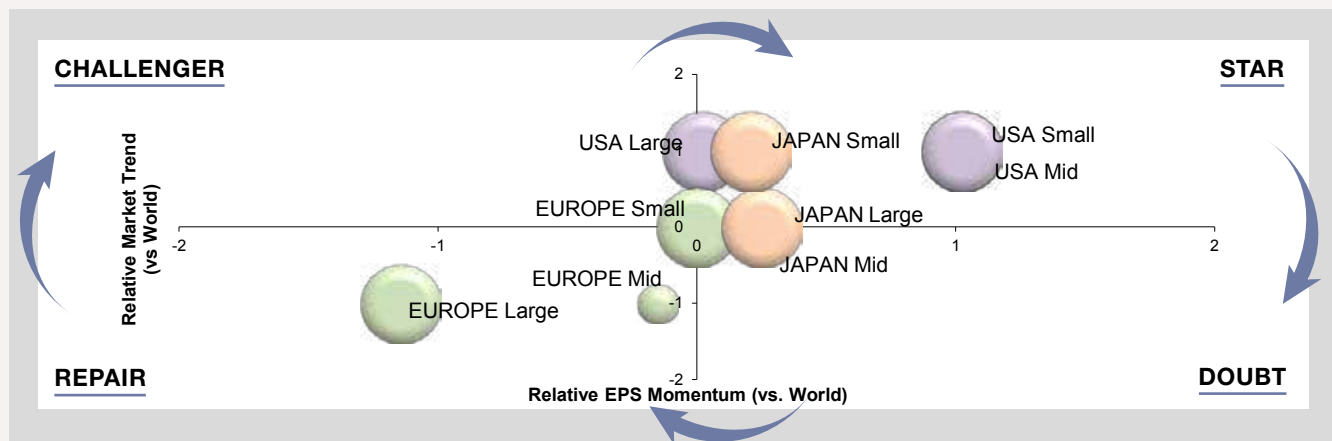 CHALLENGER
STAR
2
USA Large
1
JAPAN Small
USA Small
USA Mid
Relative Market Trend
(vs World)
EUROPE Small
JAPAN Large
0
-2
-1
0
1
2
JAPAN Mid
EUROPE Mid
-1
EUROPE Large
REPAIR
-2
DOUBT
Relative EPS Momentum (vs. World)